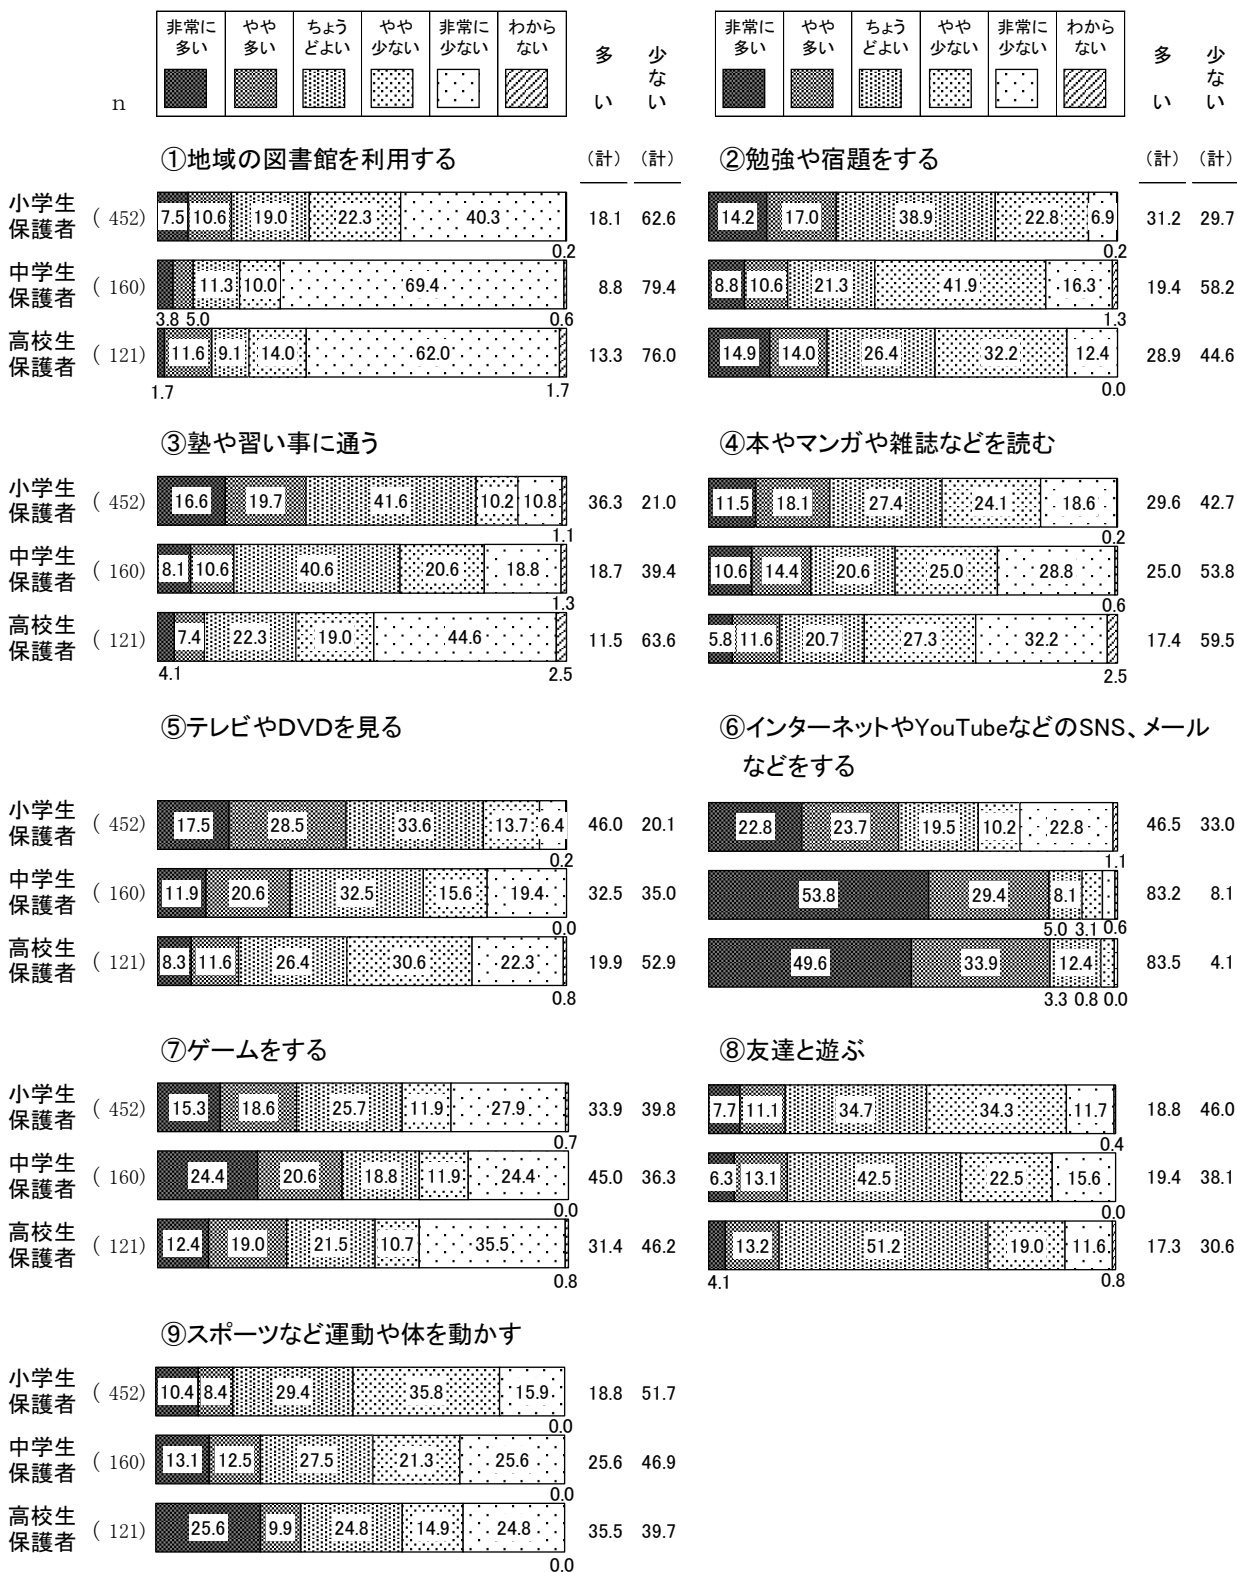 非常に多い やや多い ちょうどよい やや少ない 非常に少ない わからない 多い 少ない
非常に多い やや多い ちょうどよい やや少ない 非常に少ない わからない 多い 少ない
n
①地域の図書館を利用する (計) (計)
小学生保護者 ( 452) 7.5 10.6 19.0 22.3 40.3 0.2 18.1 62.6
中学生保護者 ( 160) 3.8 5.0 11.3 10.0 69.4 0.6 8.8 79.4
高校生保護者 ( 121) 1.7 11.6 9.1 14.0 62.0 1.7 13.3 76.0
②勉強や宿題をする (計) (計)
14.2 17.0 38.9 22.8 6.9 0.2 31.2 29.7
8.8 10.6 21.3 41.9 16.3 1.3 19.4 58.2
14.9 14.0 26.4 32.2 12.4 0.0 28.9 44.6
③塾や習い事に通う
小学生保護者 ( 452) 16.6 19.7 41.6 10.2 10.8 1.1 36.3 21.0
中学生保護者 ( 160) 8.1 10.6 40.6 20.6 18.8 1.3 18.7 39.4
高校生保護者 ( 121) 4.1 7.4 22.3 19.0 44.6 2.5 11.5 63.6
④本やマンガや雑誌などを読む
11.5 18.1 27.4 24.1 18.6 0.2 29.6 42.7
10.6 14.4 20.6 25.0 28.8 0.6 25.0 53.8
5.8 11.6 20.7 27.3 32.2 2.5 17.4 59.5
⑤テレビやDVDを見る
小学生保護者 ( 452) 17.5 28.5 33.6 13.7 6.4 0.2 46.0 20.1
中学生保護者 ( 160) 11.9 20.6 32.5 15.6 19.4 0.0 32.5 35.0
高校生保護者 ( 121) 8.3 11.6 26.4 30.6 22.3 0.8 19.9 52.9
⑥インターネットやYouTubeなどのSNS、メール
などをする
22.8 23.7 19.5 10.2 22.8 1.1 46.5 33.0
53.8 29.4 8.1 5.0 3.1 0.6 83.2 8.1
49.6 33.9 12.4 3.3 0.8 0.0 83.5 4.1
⑦ゲームをする
小学生保護者 ( 452) 15.3 18.6 25.7 11.9 27.9 0.7 33.9 39.8
中学生保護者 ( 160) 24.4 20.6 18.8 11.9 24.4 0.0 45.0 36.3
高校生保護者 ( 121) 12.4 19.0 21.5 10.7 35.5 0.8 31.4 46.2
⑧友達と遊ぶ
7.7 11.1 34.7 34.3 11.7 0.4 18.8 46.0
6.3 13.1 42.5 22.5 15.6 0.0 19.4 38.1
4.1 13.2 51.2 19.0 11.6 0.8 17.3 30.6
⑨スポーツなど運動や体を動かす
小学生保護者 ( 452) 10.4 8.4 29.4 35.8 15.9 0.0 18.8 51.7
中学生保護者 ( 160) 13.1 12.5 27.5 21.3 25.6 0.0 25.6 46.9
高校生保護者 ( 121) 25.6 9.9 24.8 14.9 24.8 0.0 35.5 39.7